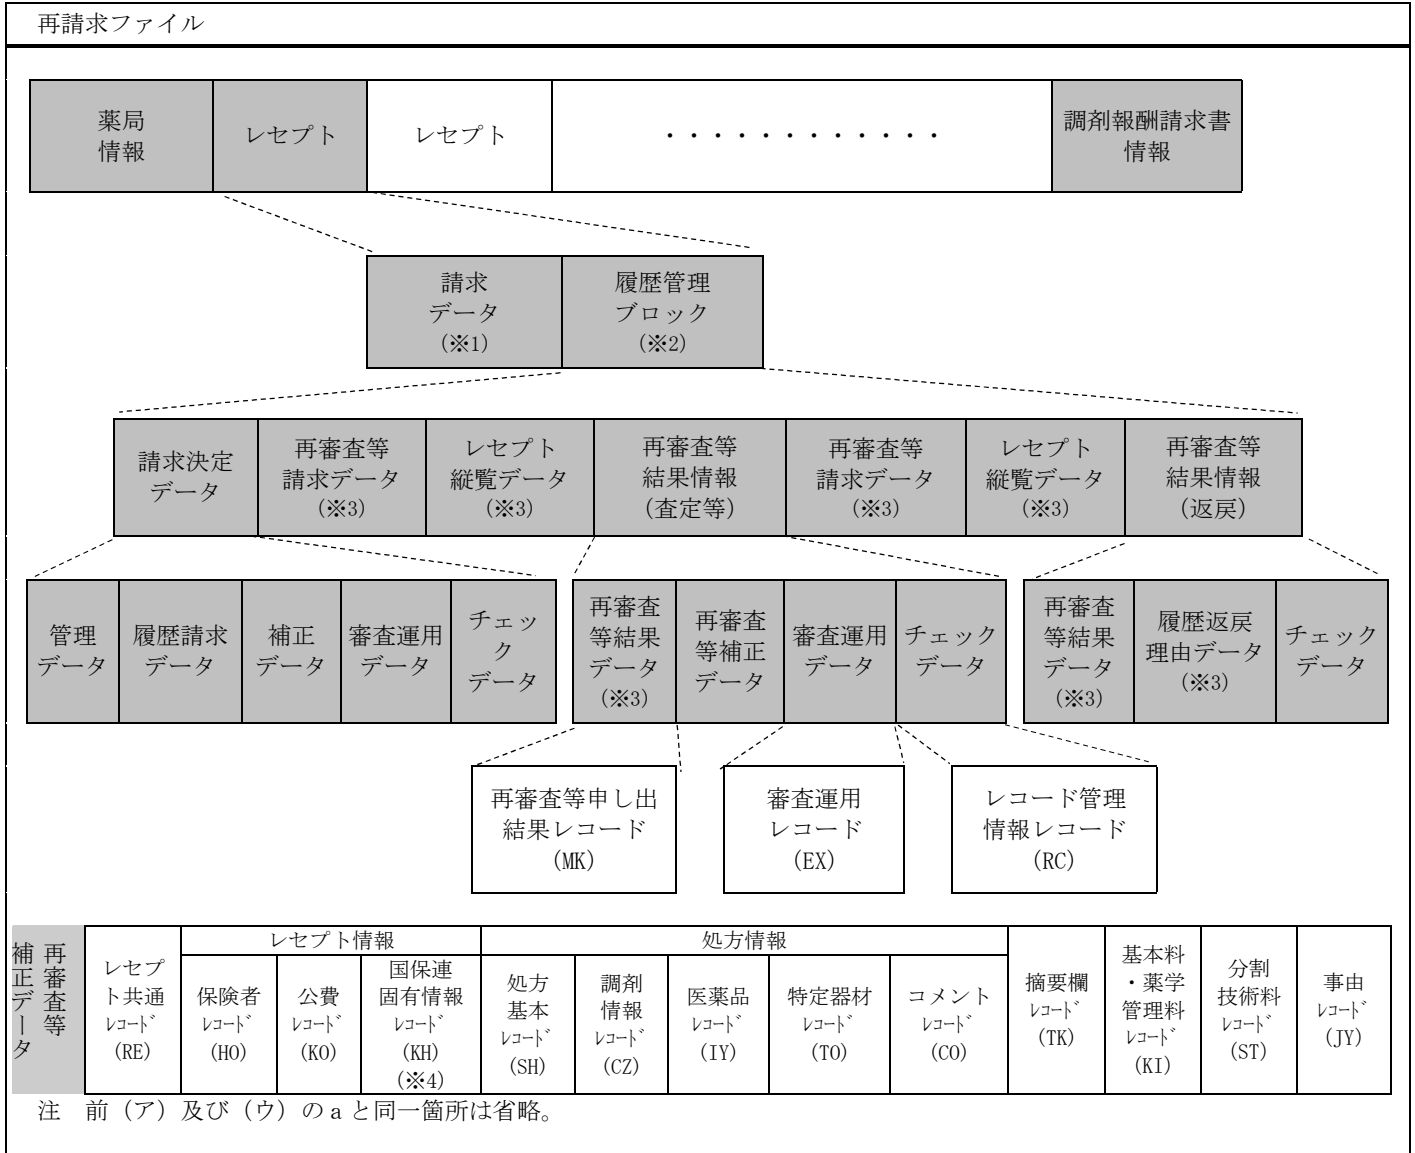 再請求ファイル
薬局
情報
レセプト
レセプト
・・・・・・・・・・・・
調剤報酬請求書
情報
請求
データ
(※1)
履歴管理
ブロック
(※2)
請求決定
データ
再審査等
請求データ
(※3)
レセプト
縦覧データ
(※3)
再審査等
結果情報
(査定等)
再審査等
請求データ
(※3)
レセプト
縦覧データ
(※3)
再審査等
結果情報
(返戻)
管理
データ
履歴請求
データ
補正
データ
審査運用
データ
チェッ
ク
データ
再審査
等結果
データ
(※3)
再審査
等補正
データ
審査運用
データ
チェック
データ
再審査
等結果
データ
(※3)
履歴返戻
理由データ
(※3)
チェック
データ
再審査等申し出
結果レコード
(MK)
審査運用
レコード
(EX)
レコード管理
情報レコード
(RC)
再審査等
補正データ
レセプ
ト共通
ﾚｺｰﾄﾞ
(RE)
レセプト情報
保険者
ﾚｺｰﾄﾞ
(HO)
公費
ﾚｺｰﾄﾞ
(KO)
国保連
固有情報
ﾚｺｰﾄﾞ
(KH)
(※4)
処方情報
処方
基本
ﾚｺｰﾄﾞ
(SH)
調剤
情報
ﾚｺｰﾄﾞ
(CZ)
医薬品
ﾚｺｰﾄﾞ
(IY)
特定器材
ﾚｺｰﾄﾞ
(TO)
コメント
ﾚｺｰﾄﾞ
(CO)
摘要欄
ﾚｺｰﾄﾞ
(TK)
基本料
・薬学
管理料
ﾚｺｰﾄﾞ
(KI)
分割
技術料
ﾚｺｰﾄﾞ
(ST)
事由
ﾚｺｰﾄﾞ
(JY)
注　前（ア）及び（ウ）のａと同一箇所は省略。